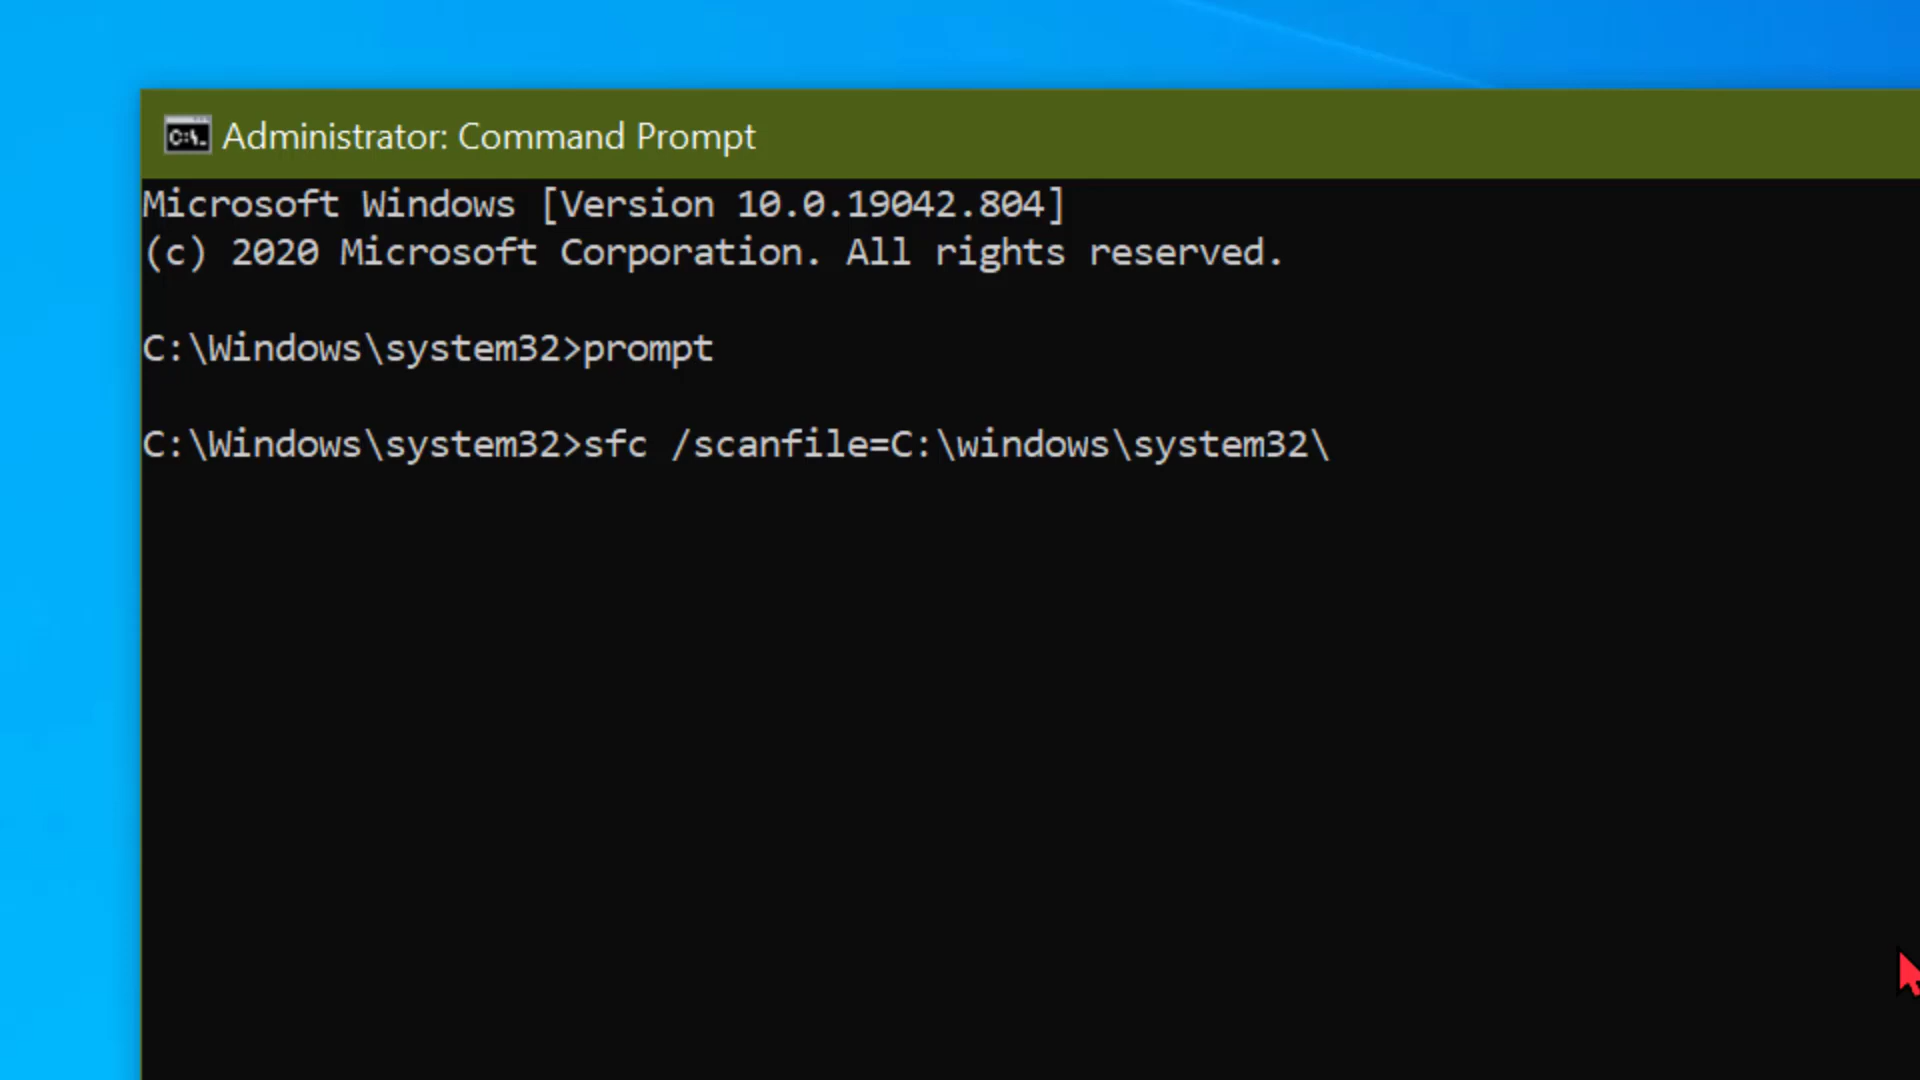 C:\.
Administrator: Command Prompt
Microsoft Windows [Version 10.0.19042.804]
(c) 2020 Microsoft Corporation. All rights reserved.
C:\Windows\system32>prompt
C:\Windows\system32>sfc /scanfile=C:\windows\system32\